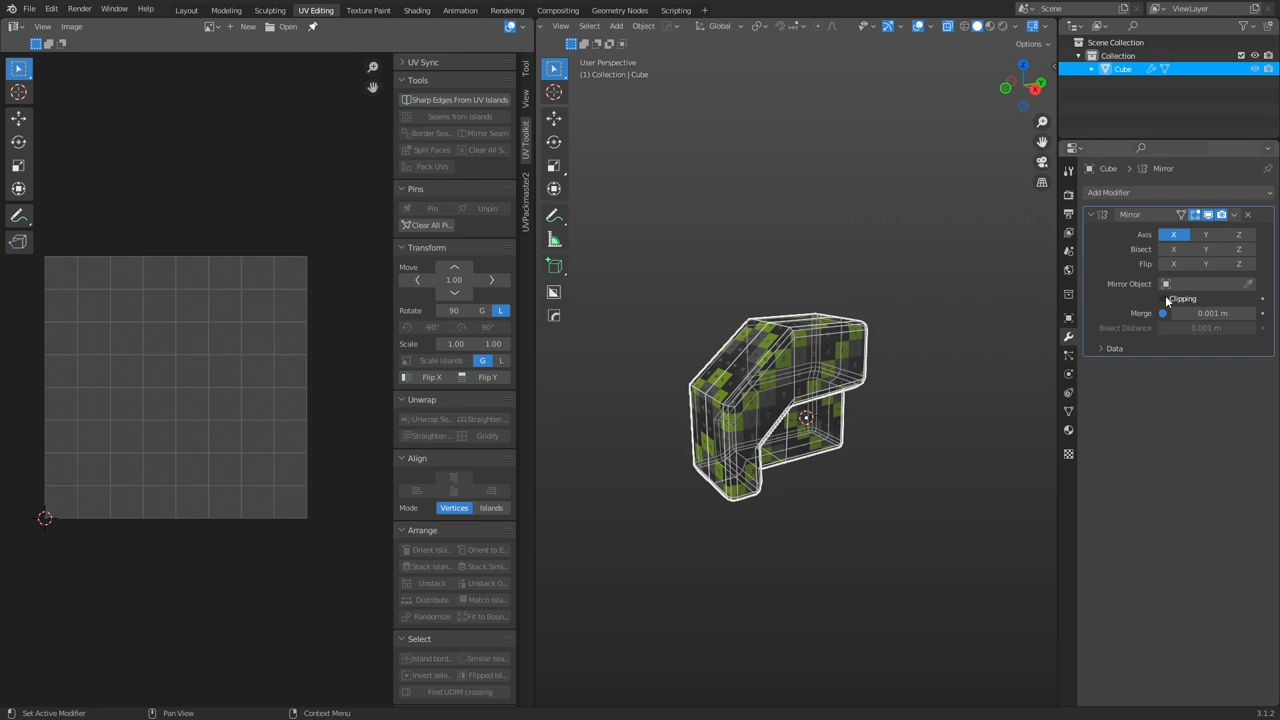 File Edit Render Window Help Layout Modeling Sculpting UV Editing Texture Paint Shading Animation Rendering Compositing Geometry Nodes Scripting Scene ViewLayer
View Image New Open View Select Add Object Global
Options
UV Sync
Tools
Sharp Edges From UV Islands
Seams from Islands
Border Sea... Mirror Seam
Split Faces Clear All S...
Pack UVs
Pins
Pin Unpin
Clear All Pi...
Transform
Move
1.00
Rotate 90 G L
-90° 90°
Scale 1.00 1.00
Scale Islands G L
Flip X Flip Y
Unwrap
Unwrap Se... Straighten...
Straighten... Gridify
Align
Mode Vertices Islands
Arrange
Orient Isla... Orient to E...
Stack Islan... Stack Simi...
Unstack Unstack O...
Distribute Match Isla...
Randomize Fit to Boun...
Select
Island bord... Similar Isla...
Invert sele... Flipped Isl...
Find UDIM crossing
Tool
View
UV Toolkit
UVPackmaster2
User Perspective
(1) Collection | Cube
Z
Y
X
Scene Collection
Collection
Cube
Cube Mirror
Add Modifier
Mirror
Axis X Y Z
Bisect X Y Z
Flip X Y Z
Mirror Object
Clipping
Merge 0.001 m
Bisect Distance 0.001 m
Data
Set Active Modifier Pan View Context Menu 3.1.2